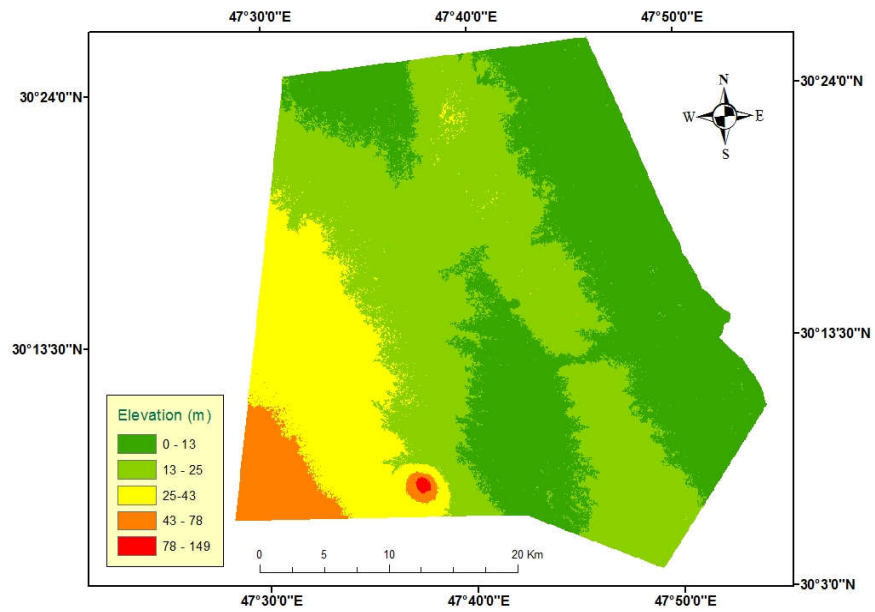 47°30'0"E 47°40'0"E 47°50'0"E
30°24'0"N 30°24'0"N
N
W E
S
30°13'30"N 30°13'30"N
Elevation (m)
0 - 13
13 - 25
25-43
43 - 78
78 - 149
0 5 10 20 Km
30°3'0"N
47°30'0"E 47°40'0"E 47°50'0"E